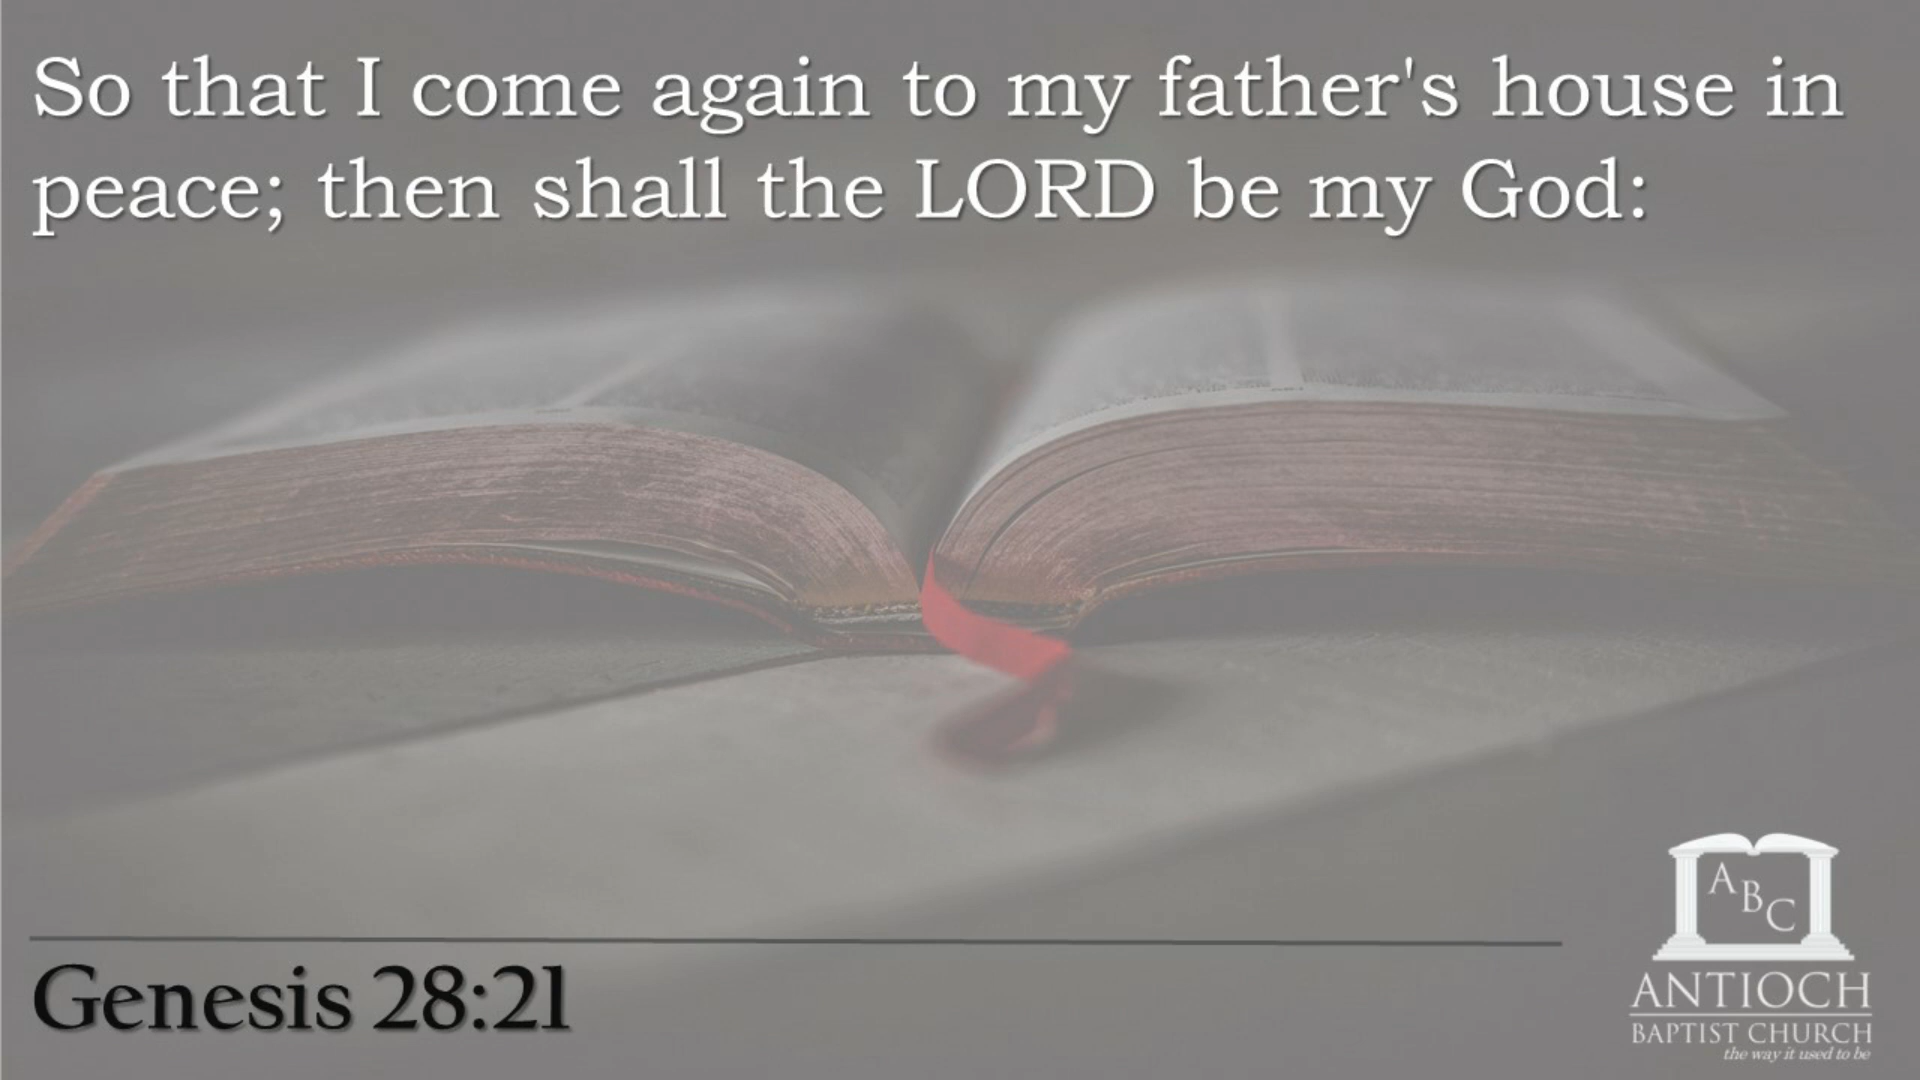 So that I come again to my father's house in
peace; then shall the LORD be my God:
Genesis 28:21
A B C
ANTIOCH
BAPTIST CHURCH
the way it used to be